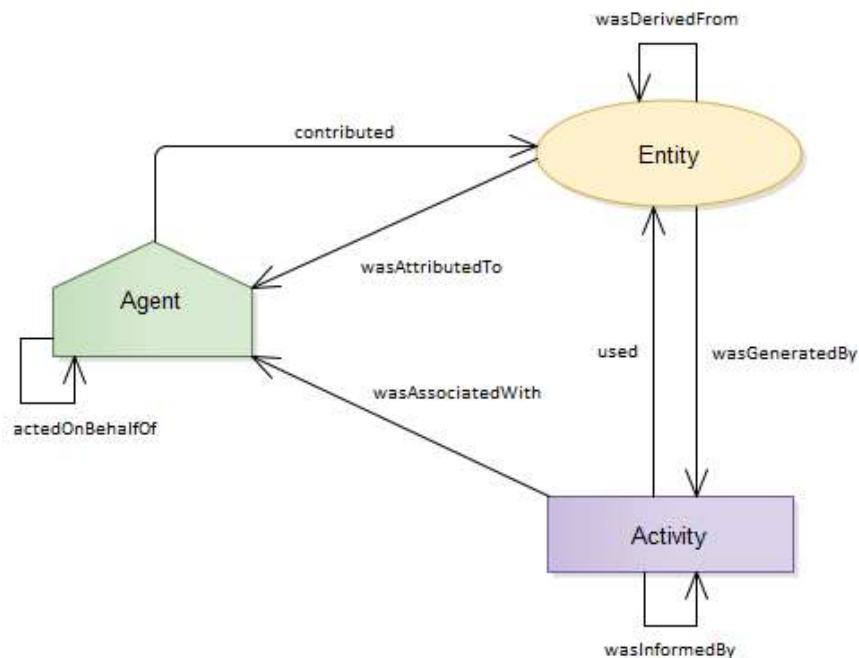 wasDerivedFrom
contributed
Entity
wasAttributedTo
Agent
used
wasGeneratedBy
wasAssociatedWith
actedOnBehalfOf
Activity
wasInformedBy